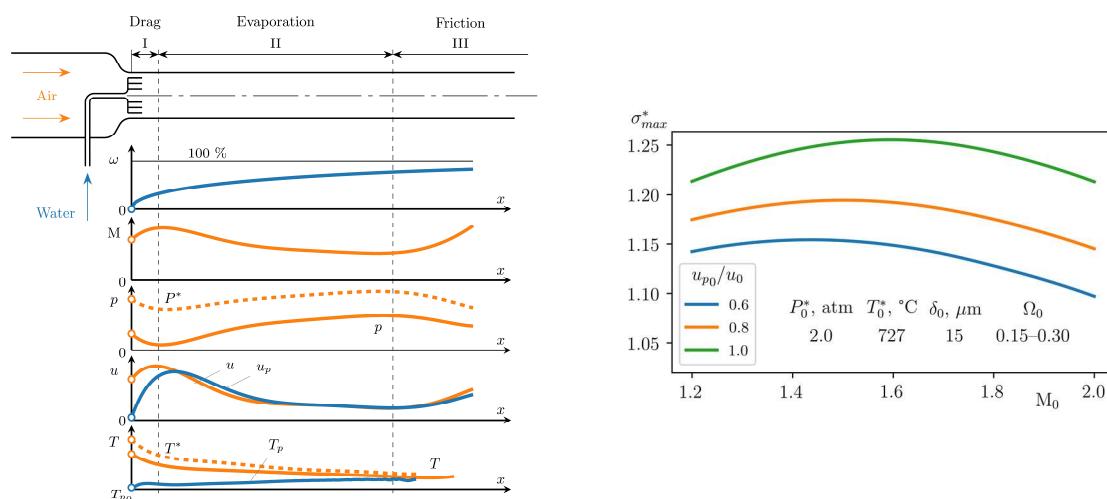 Drag
Evaporation
Friction
I
II
III
Air
Water
ω
100 %
0
x
M
0
x
p
P*
p
0
x
u
u
u_p
0
x
T
T*
T_p
T
T_p0
x
σ*_max
1.25
1.20
1.15
1.10
1.05
u_p0/u_0
0.6
0.8
1.0
P*_0, atm T*_0, °C δ_0, μm Ω_0
2.0 727 15 0.15–0.30
1.2 1.4 1.6 1.8 2.0
M_0